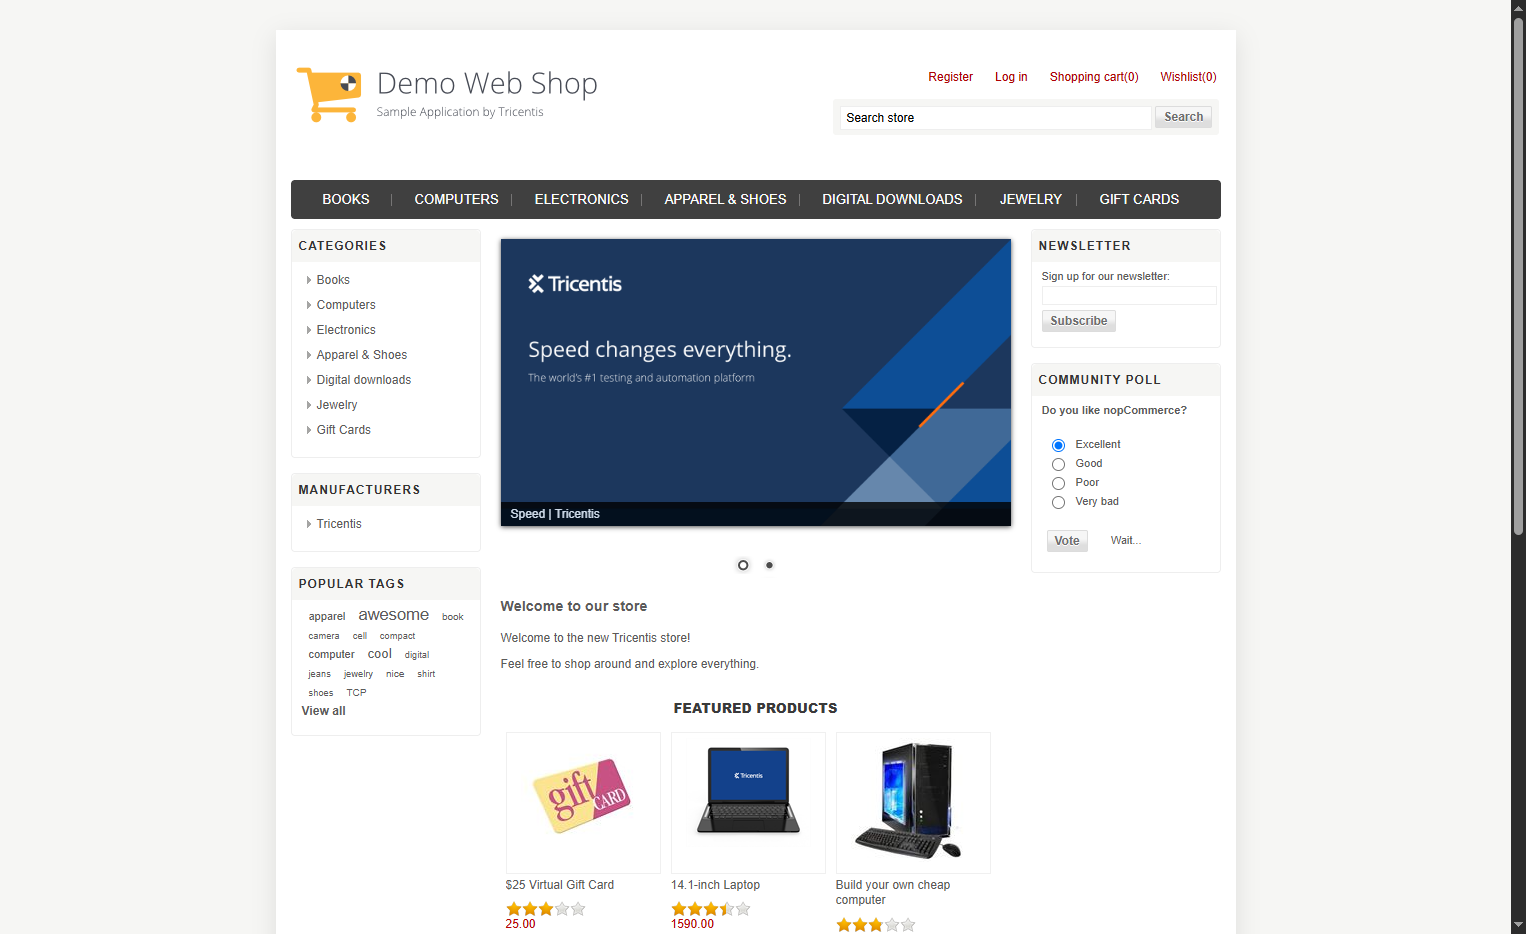 Demo Web Shop
Sample Application by Tricentis
Register Log in Shopping cart(0) Wishlist(0)
Search store Search
BOOKS COMPUTERS ELECTRONICS APPAREL & SHOES DIGITAL DOWNLOADS JEWELRY GIFT CARDS
CATEGORIES
Books
Computers
Electronics
Apparel & Shoes
Digital downloads
Jewelry
Gift Cards
MANUFACTURERS
Tricentis
POPULAR TAGS
apparel awesome book
camera cell compact
computer cool digital
jeans jewelry nice shirt
shoes TCP
View all
Tricentis
Speed changes everything.
The world's #1 testing and automation platform
Speed | Tricentis
Welcome to our store
Welcome to the new Tricentis store!
Feel free to shop around and explore everything.
FEATURED PRODUCTS
gift CARD
Tricentis
$25 Virtual Gift Card
25.00
14.1-inch Laptop
1590.00
Build your own cheap
computer
NEWSLETTER
Sign up for our newsletter:
Subscribe
COMMUNITY POLL
Do you like nopCommerce?
Excellent
Good
Poor
Very bad
Vote Wait...